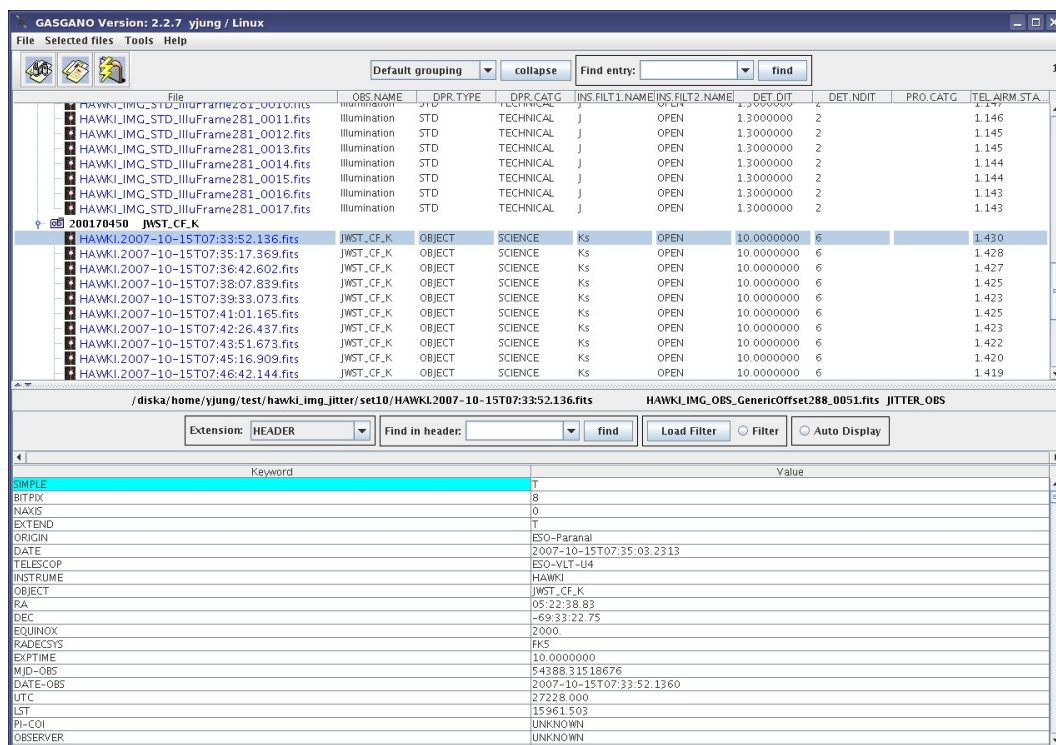 GASGANO Version: 2.2.7 yjung / Linux
File Selected files Tools Help
Default grouping collapse Find entry: find
File OBS.NAME DPR.TYPE DPR.CATG INS.FILT1.NAME INS.FILT2.NAME DET.DIT DET.NDIT PRO.CATG TEL.AIRM.STA...
HAWKI_IMG_STD_IlluFrame281_0010.fits Illumination STD TECHNICAL J OPEN 1.3000000 2 1.147
HAWKI_IMG_STD_IlluFrame281_0011.fits Illumination STD TECHNICAL J OPEN 1.3000000 2 1.146
HAWKI_IMG_STD_IlluFrame281_0012.fits Illumination STD TECHNICAL J OPEN 1.3000000 2 1.145
HAWKI_IMG_STD_IlluFrame281_0013.fits Illumination STD TECHNICAL J OPEN 1.3000000 2 1.145
HAWKI_IMG_STD_IlluFrame281_0014.fits Illumination STD TECHNICAL J OPEN 1.3000000 2 1.144
HAWKI_IMG_STD_IlluFrame281_0015.fits Illumination STD TECHNICAL J OPEN 1.3000000 2 1.144
HAWKI_IMG_STD_IlluFrame281_0016.fits Illumination STD TECHNICAL J OPEN 1.3000000 2 1.143
HAWKI_IMG_STD_IlluFrame281_0017.fits Illumination STD TECHNICAL J OPEN 1.3000000 2 1.143
200170450 JWST_CF_K
HAWKI.2007-10-15T07:33:52.136.fits JWST_CF_K OBJECT SCIENCE Ks OPEN 10.0000000 6 1.430
HAWKI.2007-10-15T07:35:17.369.fits JWST_CF_K OBJECT SCIENCE Ks OPEN 10.0000000 6 1.428
HAWKI.2007-10-15T07:36:42.602.fits JWST_CF_K OBJECT SCIENCE Ks OPEN 10.0000000 6 1.427
HAWKI.2007-10-15T07:38:07.839.fits JWST_CF_K OBJECT SCIENCE Ks OPEN 10.0000000 6 1.425
HAWKI.2007-10-15T07:39:33.073.fits JWST_CF_K OBJECT SCIENCE Ks OPEN 10.0000000 6 1.423
HAWKI.2007-10-15T07:41:01.165.fits JWST_CF_K OBJECT SCIENCE Ks OPEN 10.0000000 6 1.425
HAWKI.2007-10-15T07:42:26.437.fits JWST_CF_K OBJECT SCIENCE Ks OPEN 10.0000000 6 1.423
HAWKI.2007-10-15T07:43:51.673.fits JWST_CF_K OBJECT SCIENCE Ks OPEN 10.0000000 6 1.422
HAWKI.2007-10-15T07:45:16.909.fits JWST_CF_K OBJECT SCIENCE Ks OPEN 10.0000000 6 1.420
HAWKI.2007-10-15T07:46:42.144.fits JWST_CF_K OBJECT SCIENCE Ks OPEN 10.0000000 6 1.419
/diska/home/yjung/test/hawki_img_jitter/set10/HAWKI.2007-10-15T07:33:52.136.fits HAWKI_IMG_OBS_GenericOffset288_0051.fits JITTER_OBS
Extension: HEADER Find in header: find Load Filter Filter Auto Display
Keyword Value
SIMPLE T
BITPIX 8
NAXIS 0
EXTEND T
ORIGIN ESO-Paranal
DATE 2007-10-15T07:35:03.2313
TELESCOP ESO-VLT-U4
INSTRUME HAWKI
OBJECT JWST_CF_K
RA 05:22:38.83
DEC -69:33:22.75
EQUINOX 2000.
RADECSYS FK5
EXPTIME 10.0000000
MJD-OBS 54388.31518676
DATE-OBS 2007-10-15T07:33:52.1360
UTC 27228.000
LST 15961.503
PI-COI UNKNOWN
OBSERVER UNKNOWN